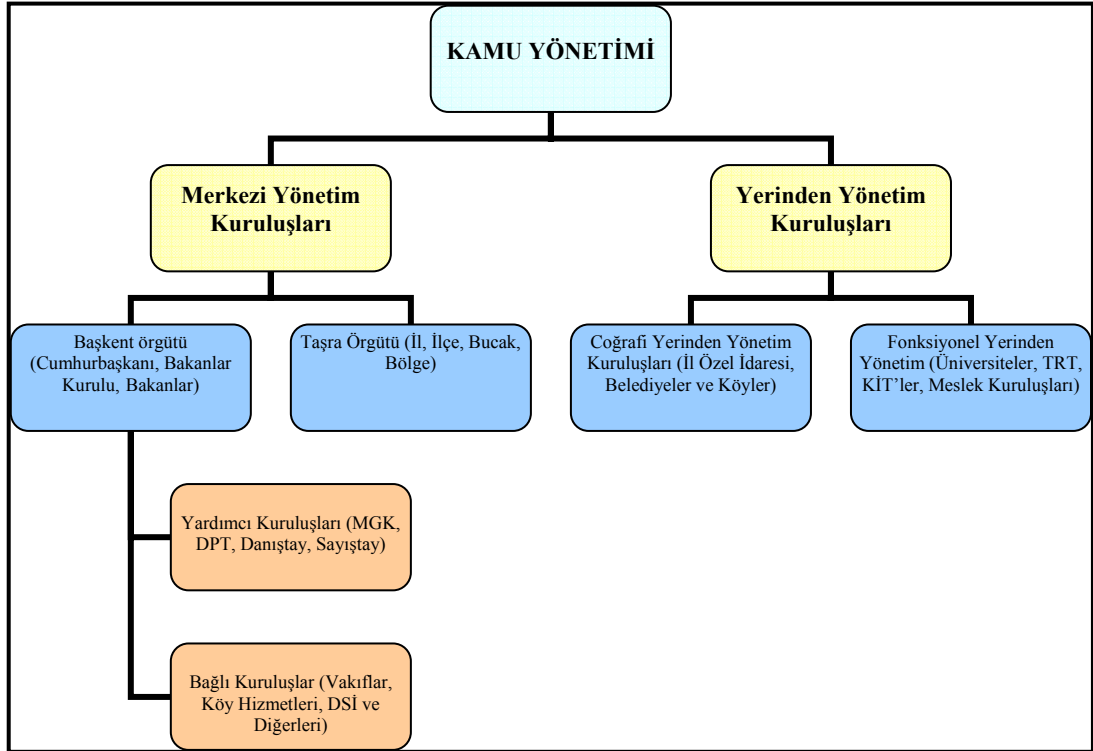 KAMU YÖNETİMİ
Merkezi Yönetim
Kuruluşları
Yerinden Yönetim
Kuruluşları
Başkent örgütü
(Cumhurbaşkanı, Bakanlar
Kurulu, Bakanlar)
Taşra Örgütü (İl, İlçe, Bucak,
Bölge)
Coğrafi Yerinden Yönetim
Kuruluşları (İl Özel İdaresi,
Belediyeler ve Köyler)
Fonksiyonel Yerinden
Yönetim (Üniversiteler, TRT,
KİT’ler, Meslek Kuruluşları)
Yardımcı Kuruluşları (MGK,
DPT, Danıştay, Sayıştay)
Bağlı Kuruluşlar (Vakıflar,
Köy Hizmetleri, DSİ ve
Diğerleri)